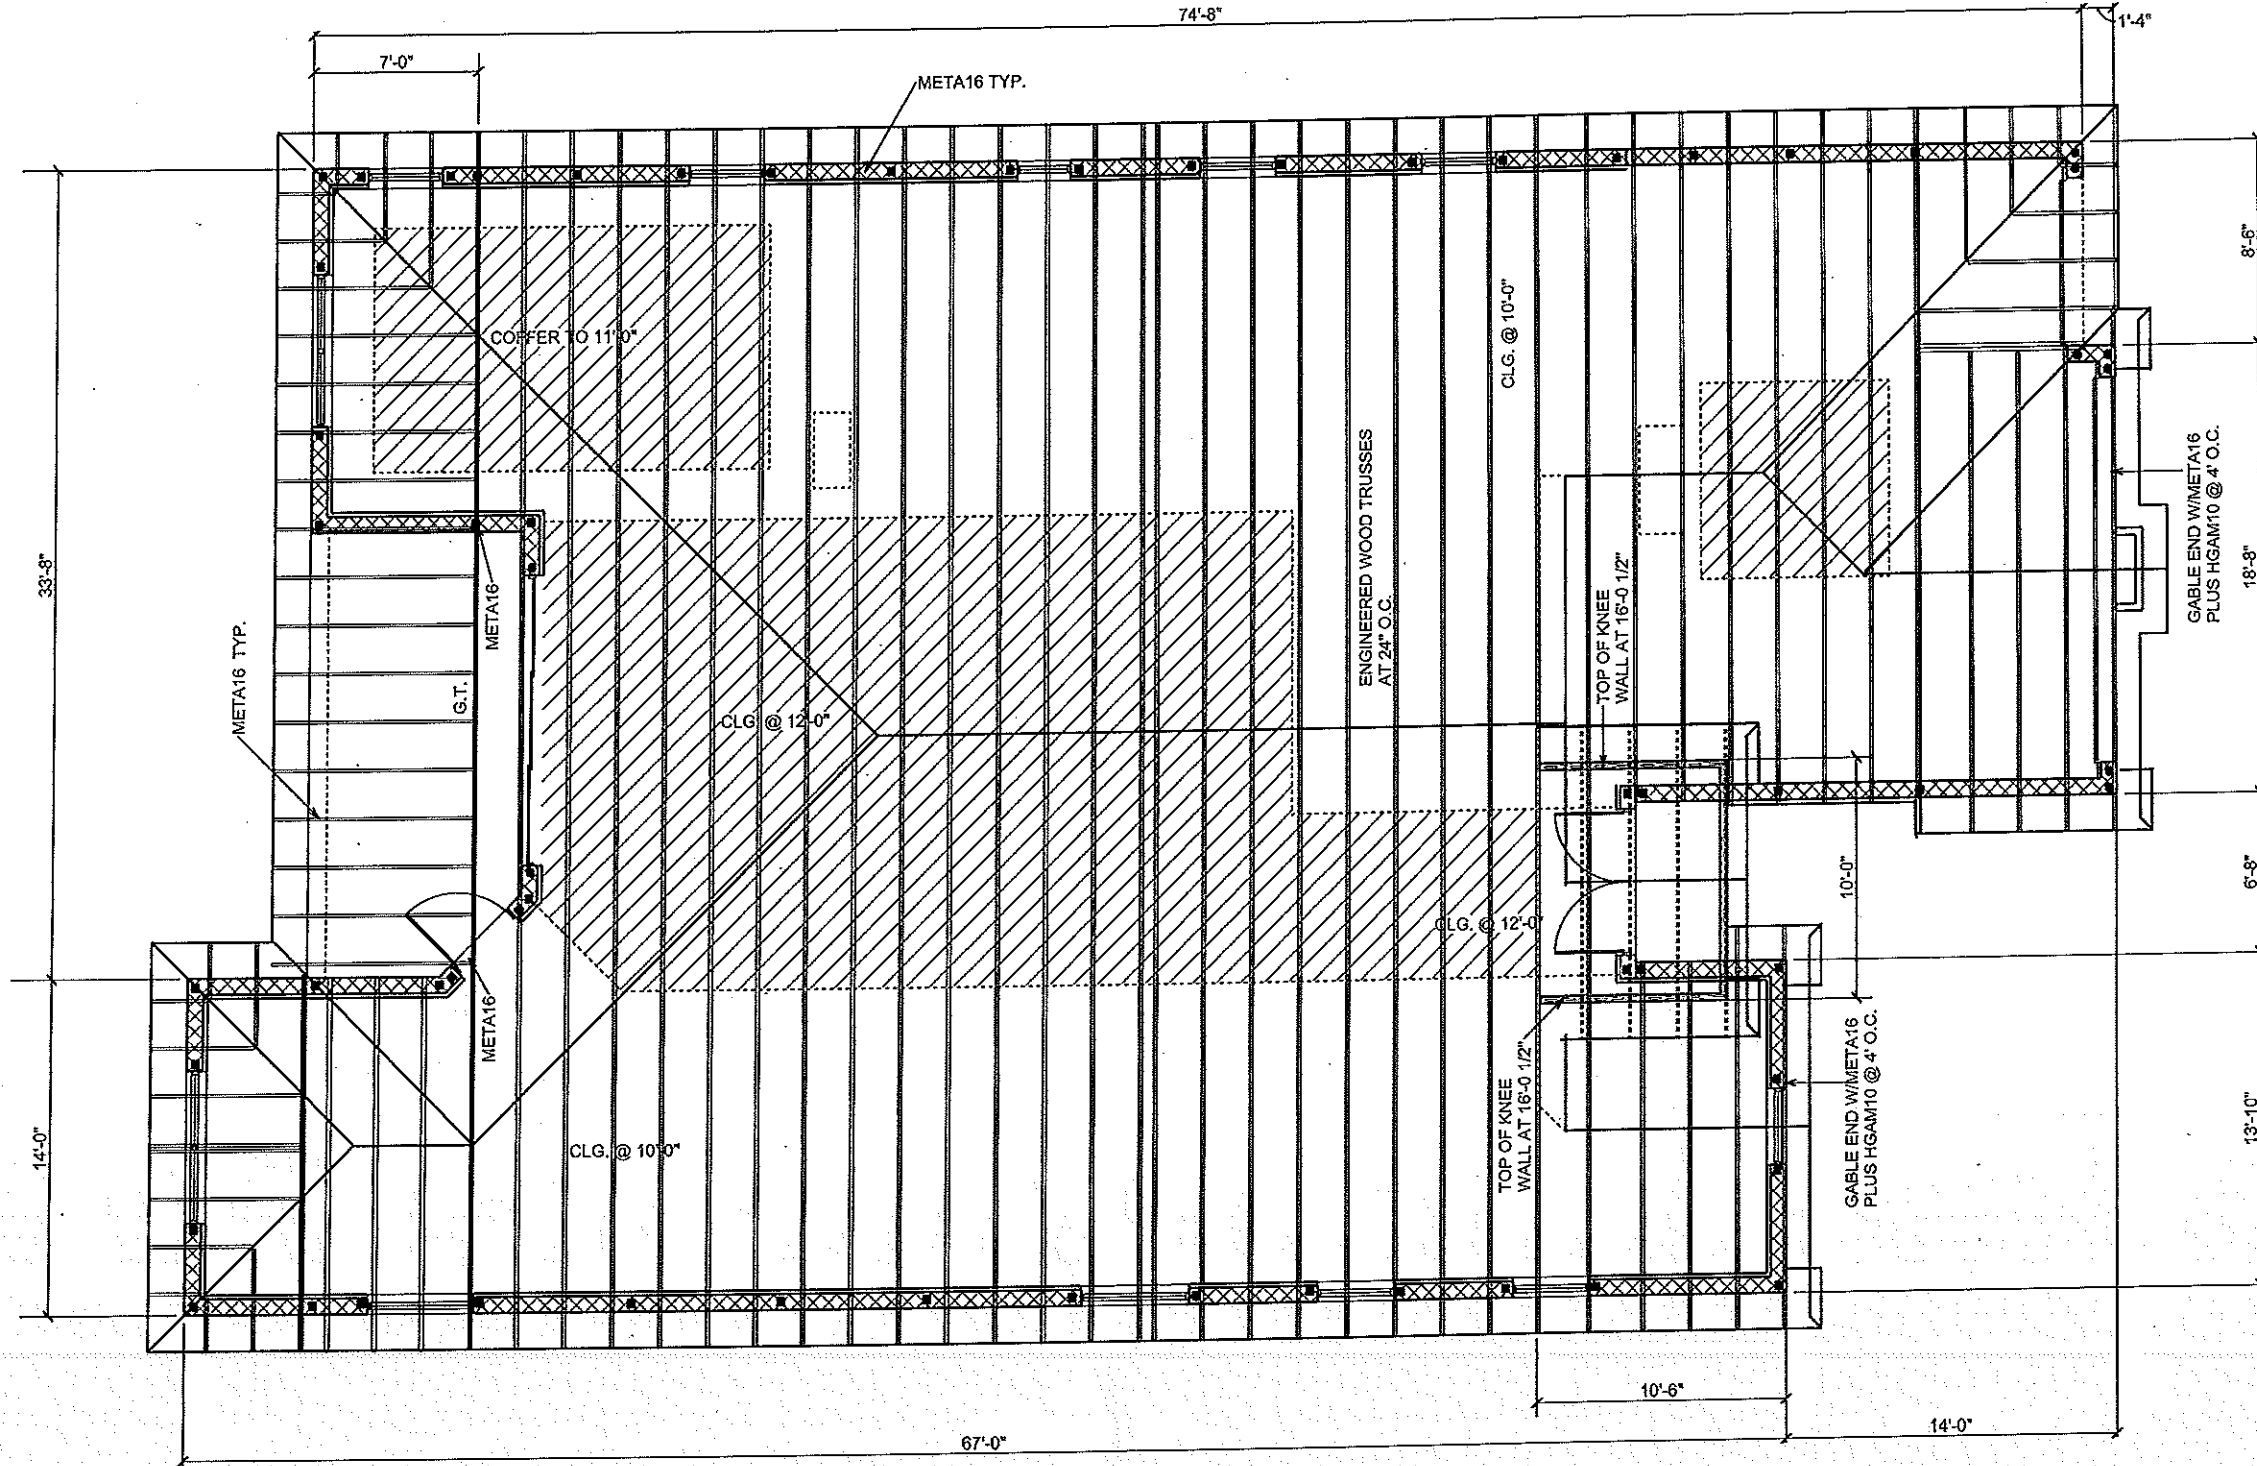 74'-8"
1'-4"
7'-0"
META16 TYP.
8'-6"
COFFER TO 11'-0"
CLG. @ 10'-0"
GABLE END W/META16
PLUS HGAM10 @ 4' O.C.
ENGINEERED WOOD TRUSSES
AT 24" O.C.
33'-8"
META16
18'-8"
TOP OF KNEE
WALL AT 16'-0 1/2"
META16 TYP.
G.T.
CLG. @ 12'-0"
10'-0"
6'-8"
CLG. @ 12'-0"
META16
GABLE END W/META16
PLUS HGAM10 @ 4' O.C.
TOP OF KNEE
WALL AT 16'-0 1/2"
14'-0"
CLG. @ 10'-0"
13'-10"
10'-6"
14'-0"
67'-0"